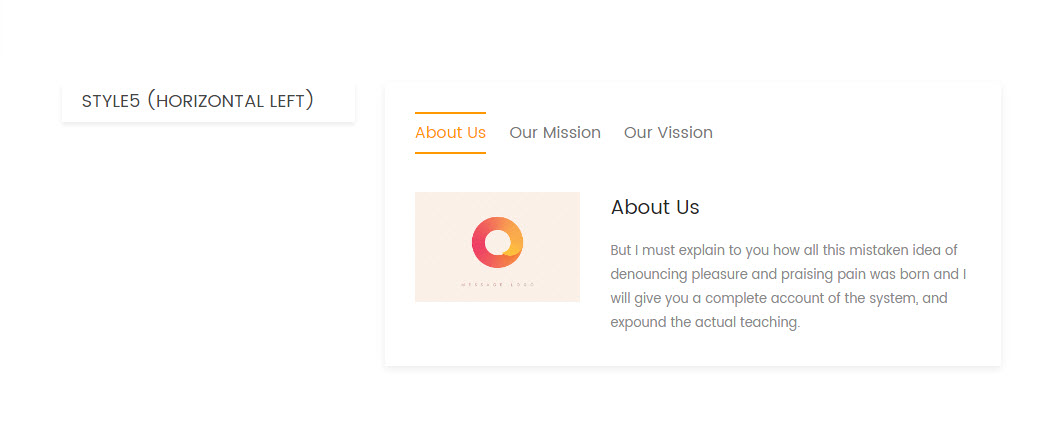 STYLE5 (HORIZONTAL LEFT)
About Us Our Mission Our Vission
About Us
But I must explain to you how all this mistaken idea of
denouncing pleasure and praising pain was born and I
will give you a complete account of the system, and
expound the actual teaching.